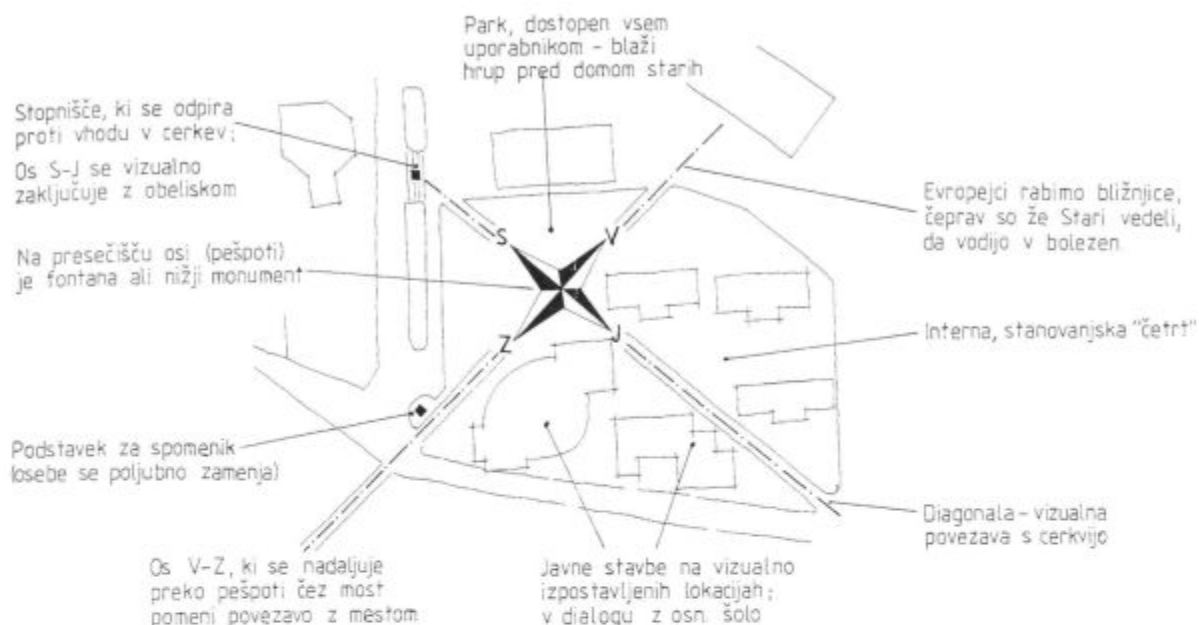 Park, dostopen vsem
uporabnikom - blaži
hrup pred domom starih
Stopnišče, ki se odpira
proti vhodu v cerkev;
Os S-J se vizualno
zaključuje z obeliskom
Evropejci rabimo bližnjice,
čeprav so že Stari vedeli,
da vodijo v bolezen.
S
V
Na presečišču osi (pešpoti)
je fontana ali nižji monument
Z
J
Interna, stanovanjska "četrt"
Podstavek za spomenik
(osebe se poljubno zamenja)
Diagonala - vizualna
povezava s cerkvijo
Os V-Z, ki se nadaljuje
preko pešpoti čez most
pomeni povezavo z mestom
Javne stavbe na vizualno
izpostavljenih lokacijah;
v dialogu z osn. šolo